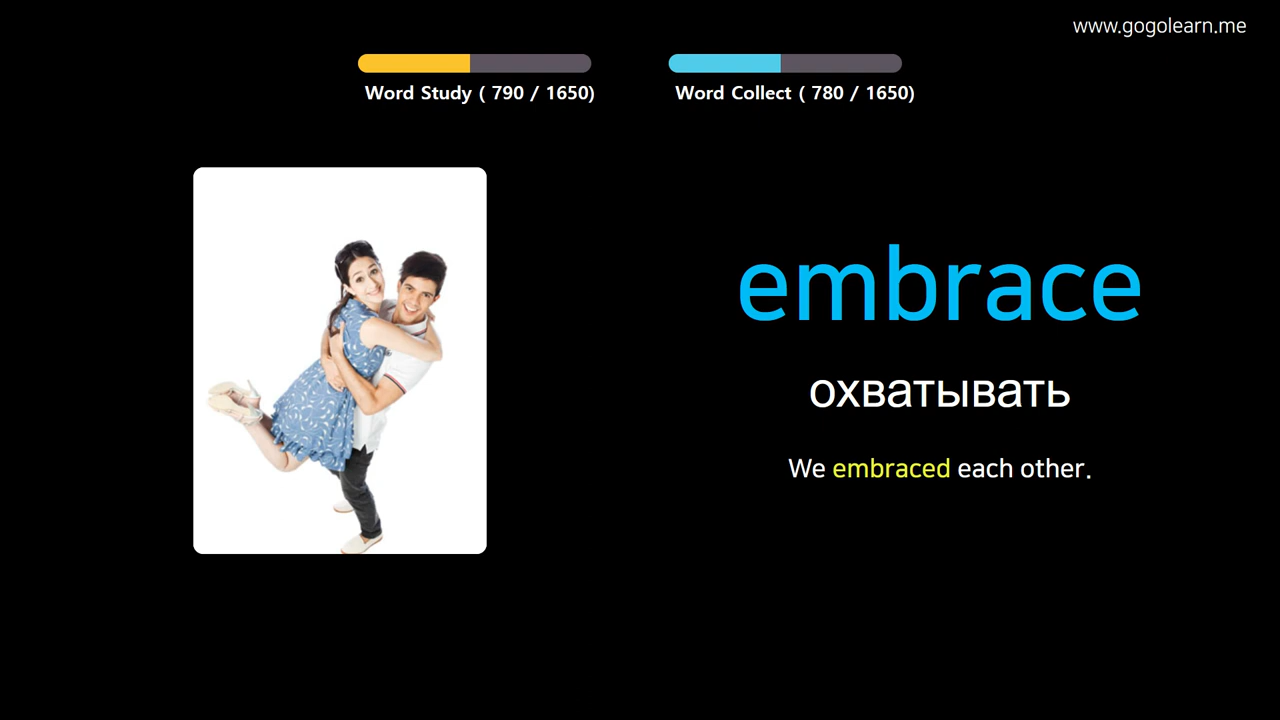 www.gogolearn.me
Word Study ( 790 / 1650)
Word Collect ( 780 / 1650)
embrace
охватывать
We embraced each other.